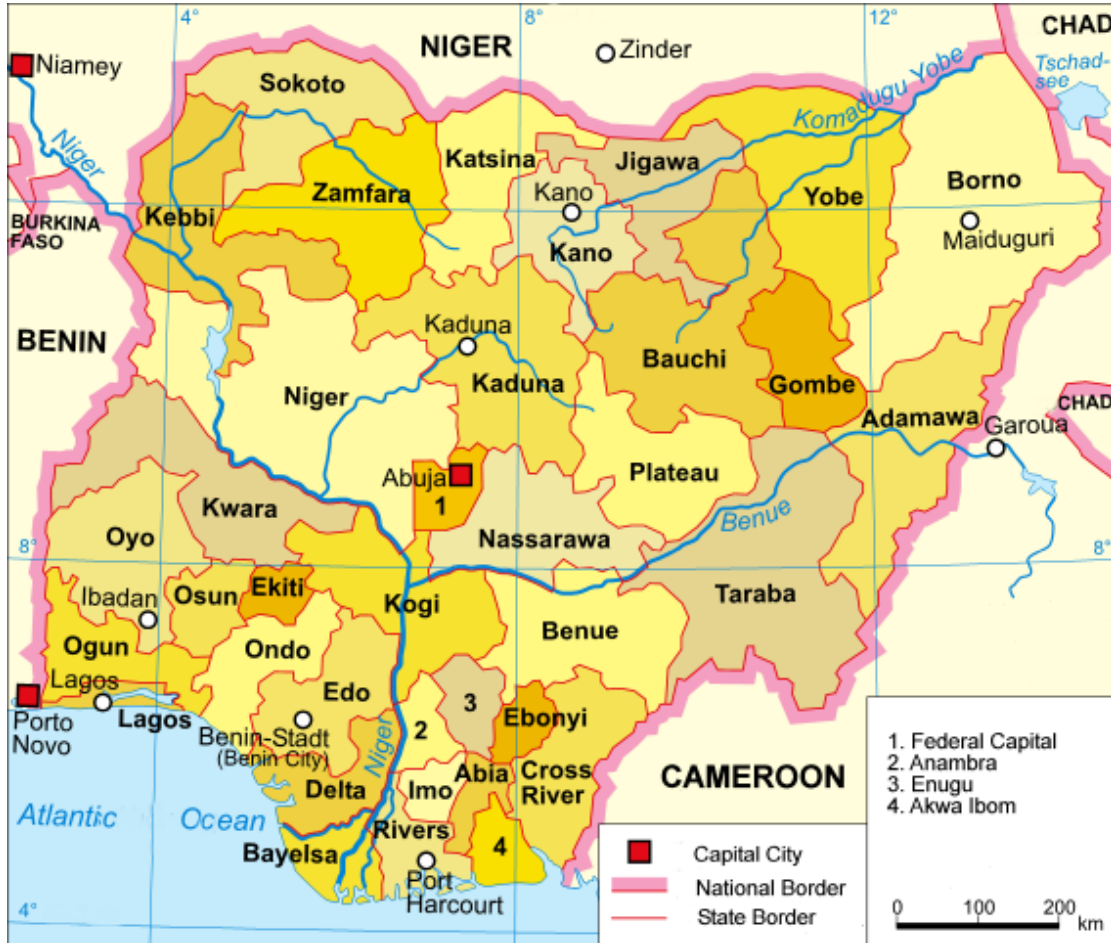 4°
8°
12°
CHAD
NIGER
Zinder
Niamey
Tschad-
see
Sokoto
Komadugu Yobe
Niger
Katsina
Jigawa
Zamfara
Kano
Yobe
Borno
Kebbi
BURKINA
FASO
Kano
Maiduguri
BENIN
Kaduna
Bauchi
Niger
Kaduna
Gombe
CHAD
Adamawa
Garoua
Abuja
Plateau
1
Kwara
Benue
Oyo
Nassarawa
8°
8°
Ibadan
Osun
Ekiti
Kogi
Taraba
Ogun
Ondo
Benue
Lagos
Edo
3
Lagos
Porto
Novo
2
Ebonyi
Benin-Stadt
(Benin City)
Niger
Abia
Cross
River
CAMEROON
Delta
Imo
Atlantic Ocean
Rivers
4
Bayelsa
Port
Harcourt
4°
1. Federal Capital
2. Anambra
3. Enugu
4. Akwa Ibom
Capital City
National Border
State Border
0 100 200
km